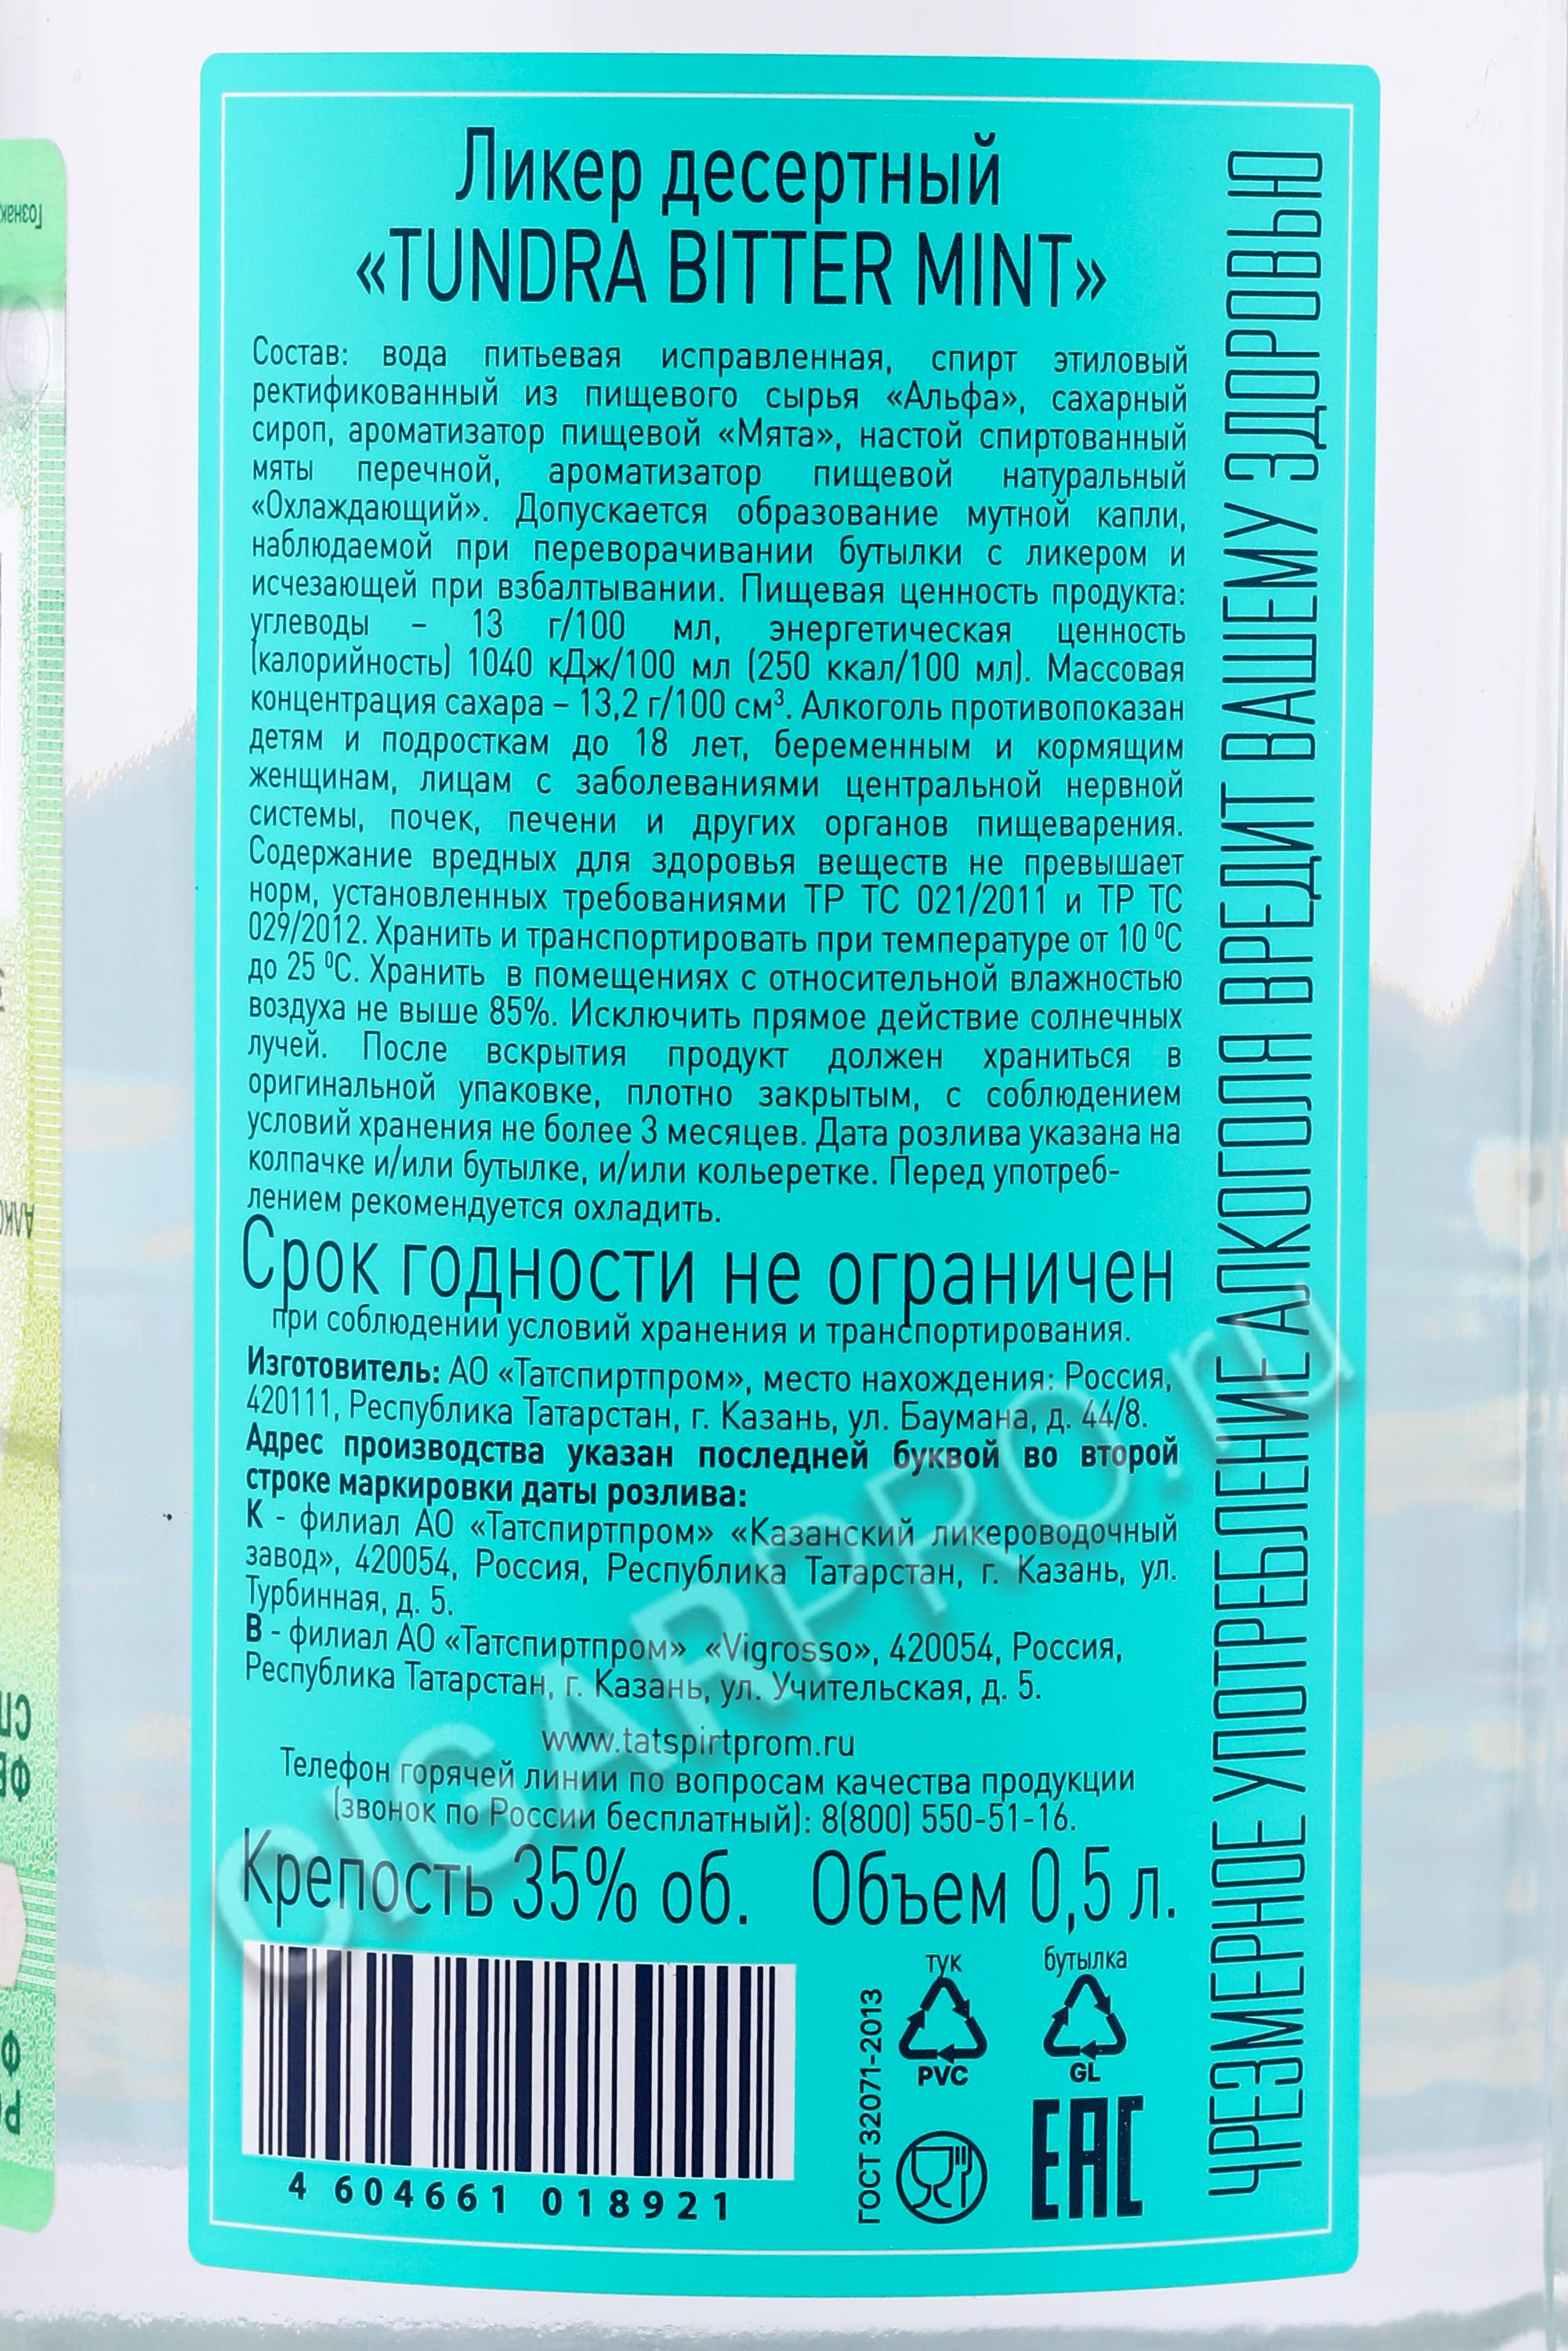 Ликер десертный
«TUNDRA BITTER MINT»
Состав: вода питьевая исправленная, спирт этиловый
ректификованный из пищевого сырья «Альфа», сахарный
сироп, ароматизатор пищевой «Мята», настой спиртованный
мяты перечной, ароматизатор пищевой натуральный
«Охлаждающий». Допускается образование мутной капли,
наблюдаемой при переворачивании бутылки с ликером и
исчезающей при взбалтывании. Пищевая ценность продукта:
углеводы – 13 г/100 мл, энергетическая ценность
(калорийность) 1040 кДж/100 мл (250 ккал/100 мл). Массовая
концентрация сахара – 13,2 г/100 см³. Алкоголь противопоказан
детям и подросткам до 18 лет, беременным и кормящим
женщинам, лицам с заболеваниями центральной нервной
системы, почек, печени и других органов пищеварения.
Содержание вредных для здоровья веществ не превышает
норм, установленных требованиями ТР ТС 021/2011 и ТР ТС
029/2012. Хранить и транспортировать при температуре от 10 ⁰С
до 25 ⁰С. Хранить в помещениях с относительной влажностью
воздуха не выше 85%. Исключить прямое действие солнечных
лучей. После вскрытия продукт должен храниться в
оригинальной упаковке, плотно закрытым, с соблюдением
условий хранения не более 3 месяцев. Дата розлива указана на
колпачке и/или бутылке, и/или кольеретке. Перед употреб-
лением рекомендуется охладить.
Срок годности не ограничен
при соблюдении условий хранения и транспортирования.
Изготовитель: АО «Татспиртпром», место нахождения: Россия,
420111, Республика Татарстан, г. Казань, ул. Баумана, д. 44/8.
Адрес производства указан последней буквой во второй
строке маркировки даты розлива:
К - филиал АО «Татспиртпром» «Казанский ликероводочный
завод», 420054, Россия, Республика Татарстан, г. Казань, ул.
Турбинная, д. 5.
В - филиал АО «Татспиртпром» «Vigrosso», 420054, Россия,
Республика Татарстан, г. Казань, ул. Учительская, д. 5.
www.tatspirtprom.ru
Телефон горячей линии по вопросам качества продукции
(звонок по России бесплатный): 8(800) 550-51-16.
Крепость 35% об. Объем 0,5 л.
4 604661 018921
ГОСТ 32071-2013
тук
PVC
бутылка
GL
EAC
ЧРЕЗМЕРНОЕ УПОТРЕБЛЕНИЕ АЛКОГОЛЯ ВРЕДИТ ВАШЕМУ ЗДОРОВЬЮ
CIGARPRO.ru